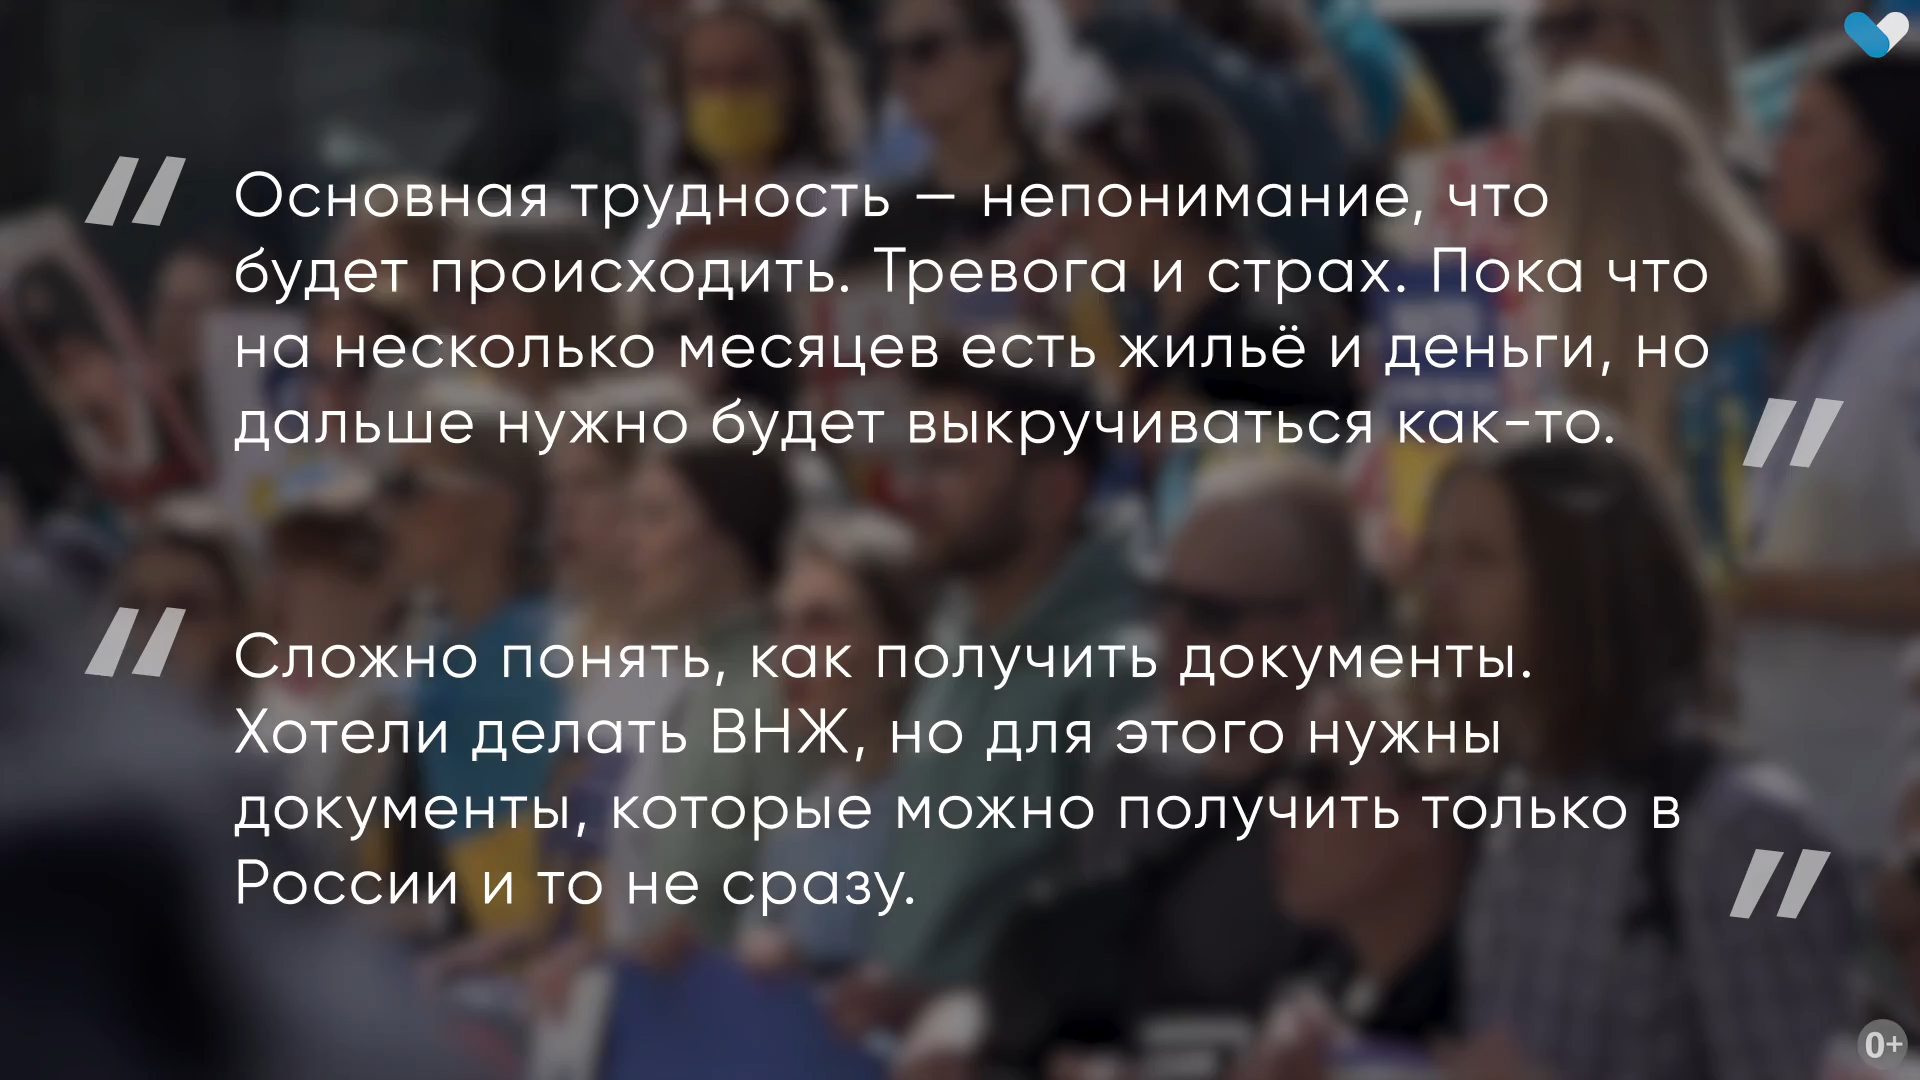 Основная трудность — непонимание, что
будет происходить. Тревога и страх. Пока что
на несколько месяцев есть жильё и деньги, но
дальше нужно будет выкручиваться как-то.
Сложно понять, как получить документы.
Хотели делать ВНЖ, но для этого нужны
документы, которые можно получить только в
России и то не сразу.
0+